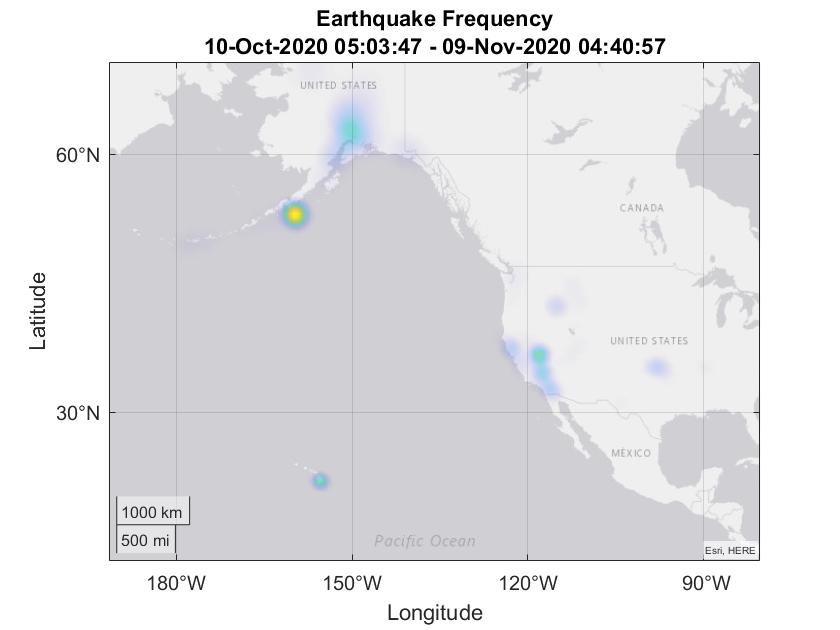 Earthquake Frequency
10-Oct-2020 05:03:47 - 09-Nov-2020 04:40:57
UNITED STATES
60°N
CANADA
Latitude
UNITED STATES
30°N
MÉXICO
1000 km
500 mi
Pacific Ocean
Esri, HERE
180°W
150°W
120°W
90°W
Longitude